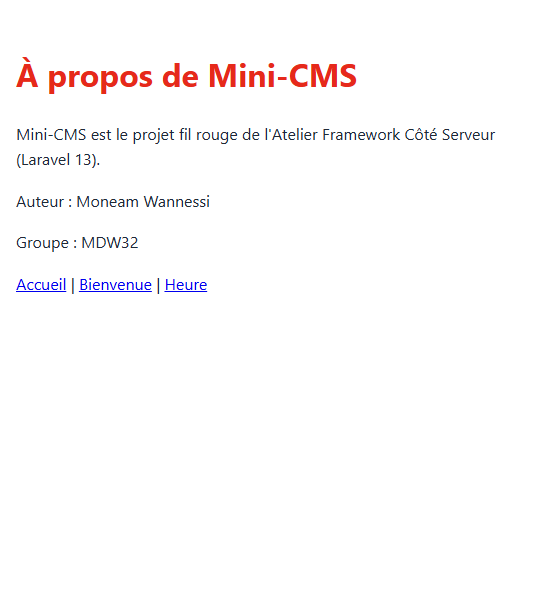 À propos de Mini-CMS
Mini-CMS est le projet fil rouge de l'Atelier Framework Côté Serveur
(Laravel 13).
Auteur : Moneam Wannessi
Groupe : MDW32
Accueil | Bienvenue | Heure